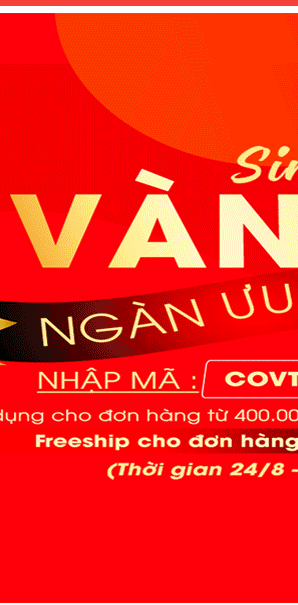 Sin
VÀN
NGÀN ƯU
NHẬP MÃ : COVT
dụng cho đơn hàng từ 400.00
Freeship cho đơn hàng
(Thời gian 24/8 -